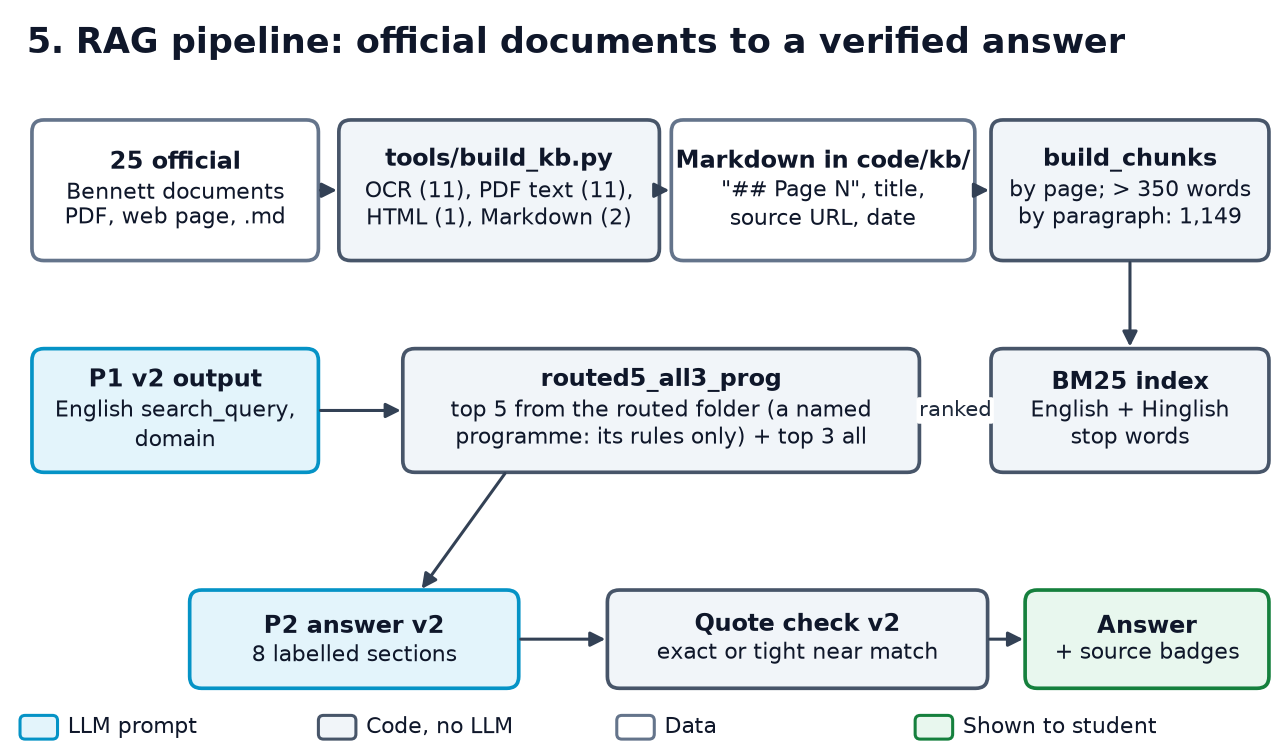 5. RAG pipeline: official documents to a verified answer
25 official
Bennett documents
PDF, web page, .md
tools/build_kb.py
OCR (11), PDF text (11),
HTML (1), Markdown (2)
Markdown in code/kb/
"## Page N", title,
source URL, date
build_chunks
by page; > 350 words
by paragraph: 1,149
P1 v2 output
English search_query,
domain
routed5_all3_prog
top 5 from the routed folder (a named
programme: its rules only) + top 3 all
ranked
BM25 index
English + Hinglish
stop words
P2 answer v2
8 labelled sections
Quote check v2
exact or tight near match
Answer
+ source badges
LLM prompt
Code, no LLM
Data
Shown to student